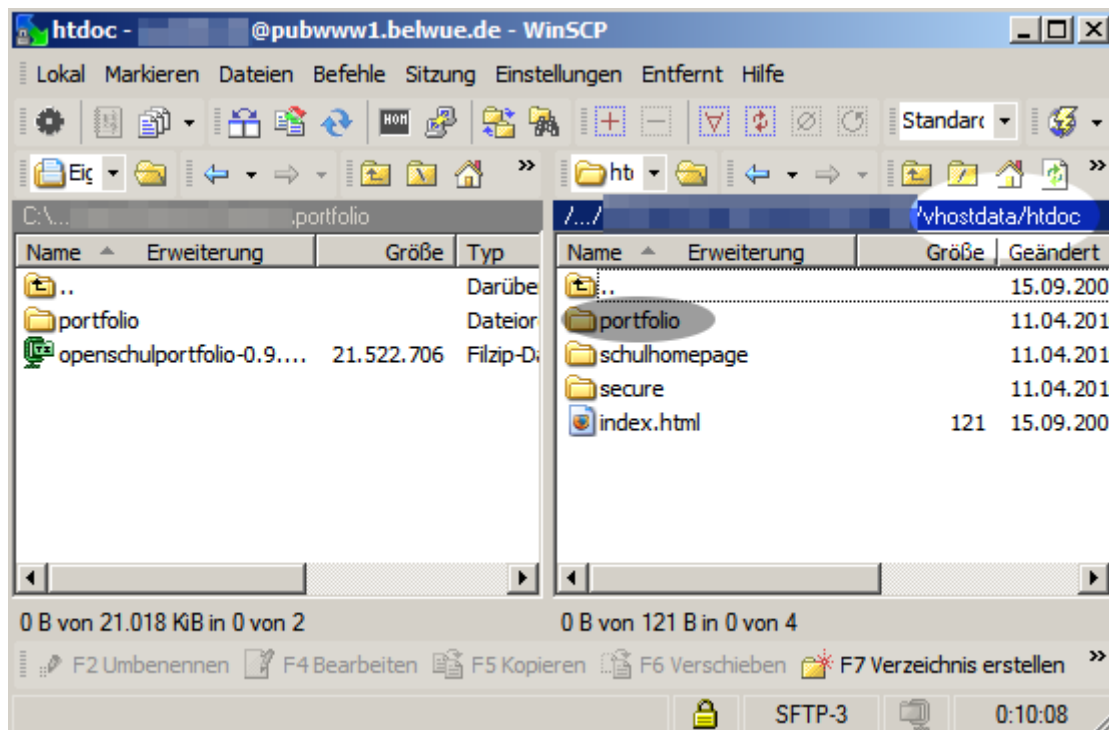 htdoc - @pubwww1.belwue.de - WinSCP
Lokal Markieren Dateien Befehle Sitzung Einstellungen Entfernt Hilfe
Standarc
Eig htb
C:\... .portfolio /.../ /vhostdata/htdoc
Name Erweiterung Größe Typ Name Erweiterung Größe Geändert
.. Darübe .. 15.09.200
portfolio Dateior portfolio 11.04.201
openschulportfolio-0.9.... 21.522.706 Filzip-Da schulhomepage 11.04.201
secure 11.04.201
index.html 121 15.09.200
0 B von 21.018 KiB in 0 von 2 0 B von 121 B in 0 von 4
F2 Umbenennen F4 Bearbeiten F5 Kopieren F6 Verschieben F7 Verzeichnis erstellen »
SFTP-3 0:10:08